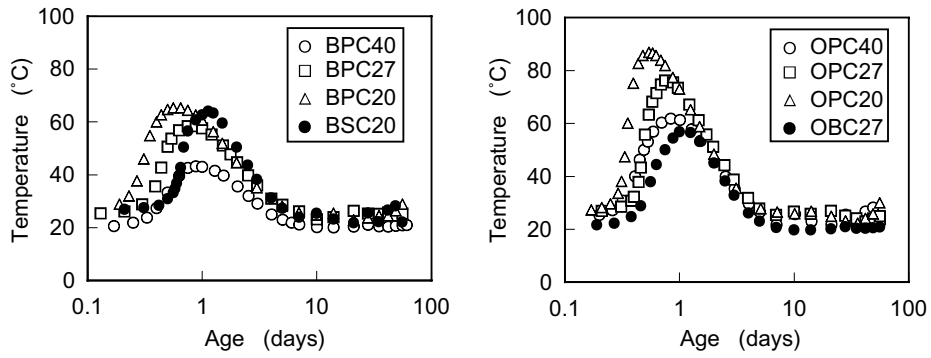 100
80
60
40
20
0
Temperature (˚C)
BPC40
BPC27
BPC20
BSC20
0.1 1 10 100
Age (days)
100
80
60
40
20
0
Temperature (˚C)
OPC40
OPC27
OPC20
OBC27
0.1 1 10 100
Age (days)